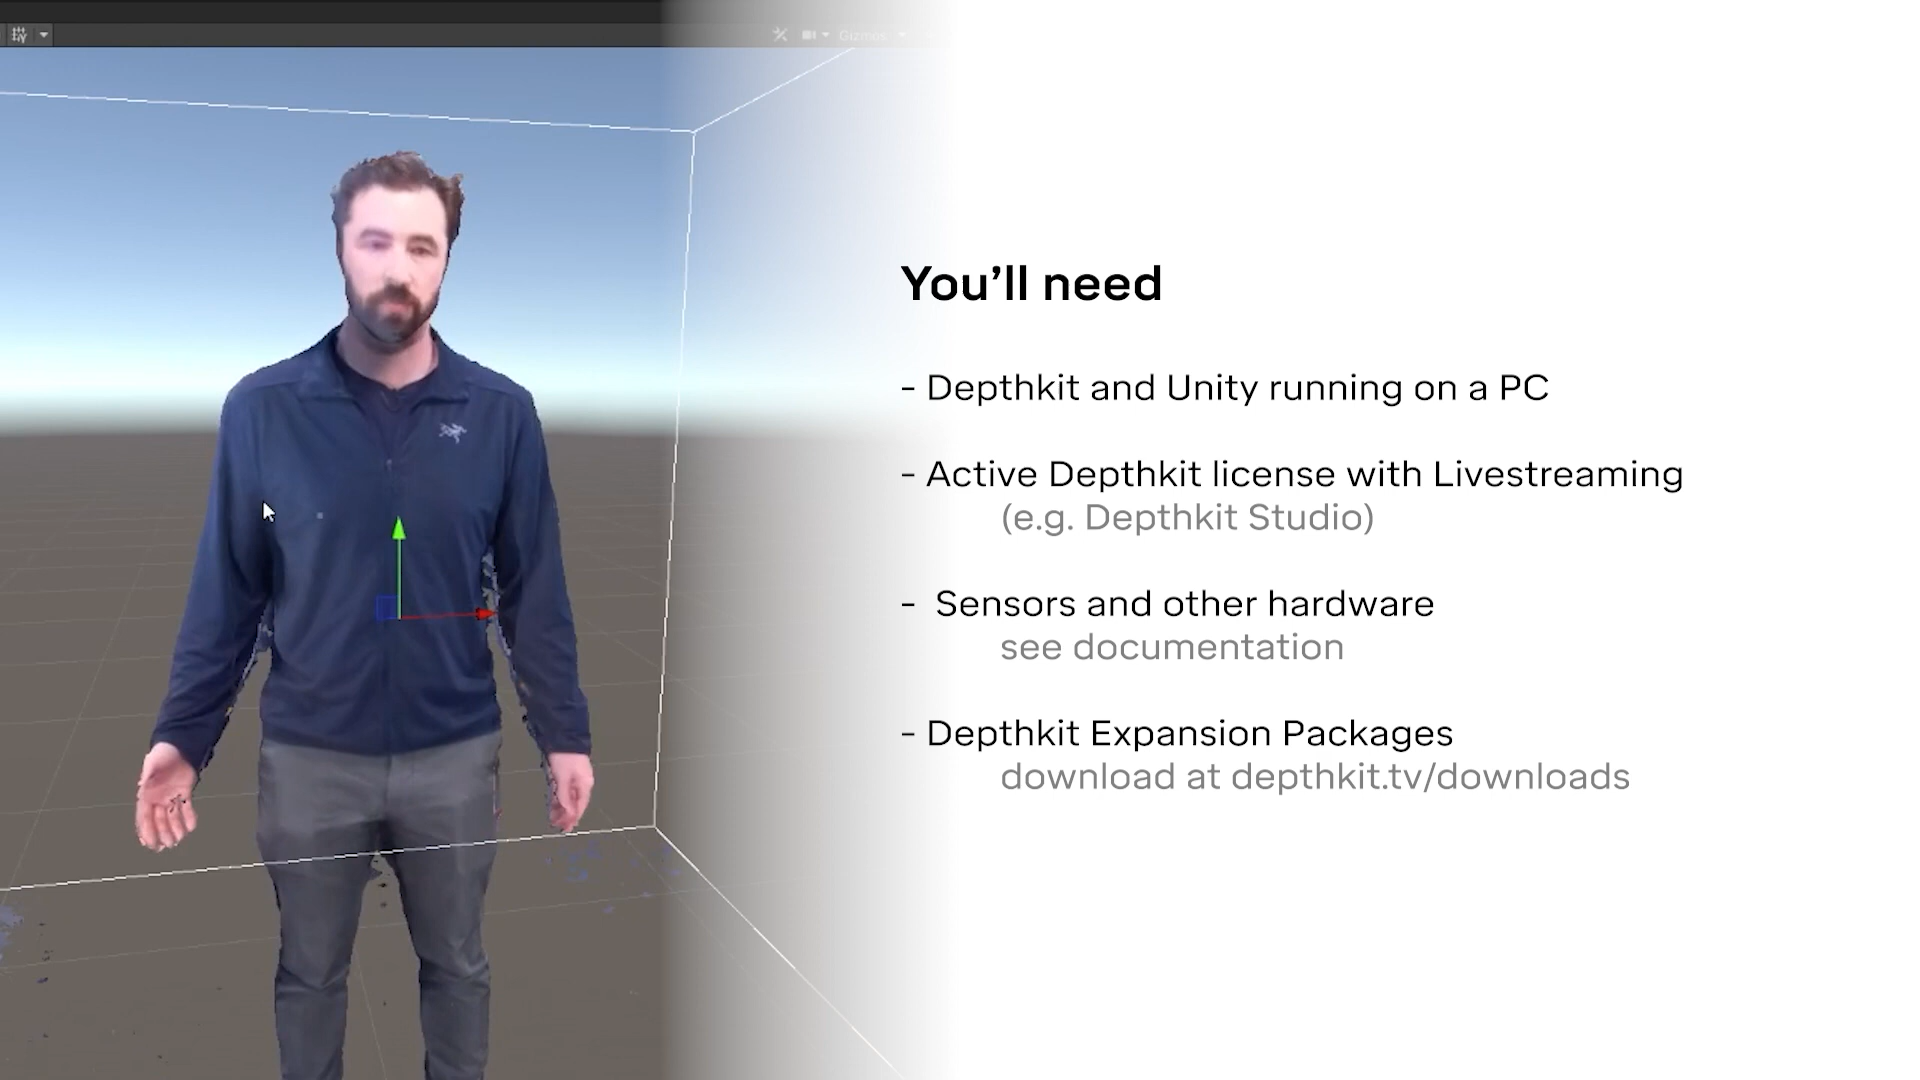 Gizmos
You’ll need
- Depthkit and Unity running on a PC
- Active Depthkit license with Livestreaming
(e.g. Depthkit Studio)
- Sensors and other hardware
see documentation
- Depthkit Expansion Packages
download at depthkit.tv/downloads